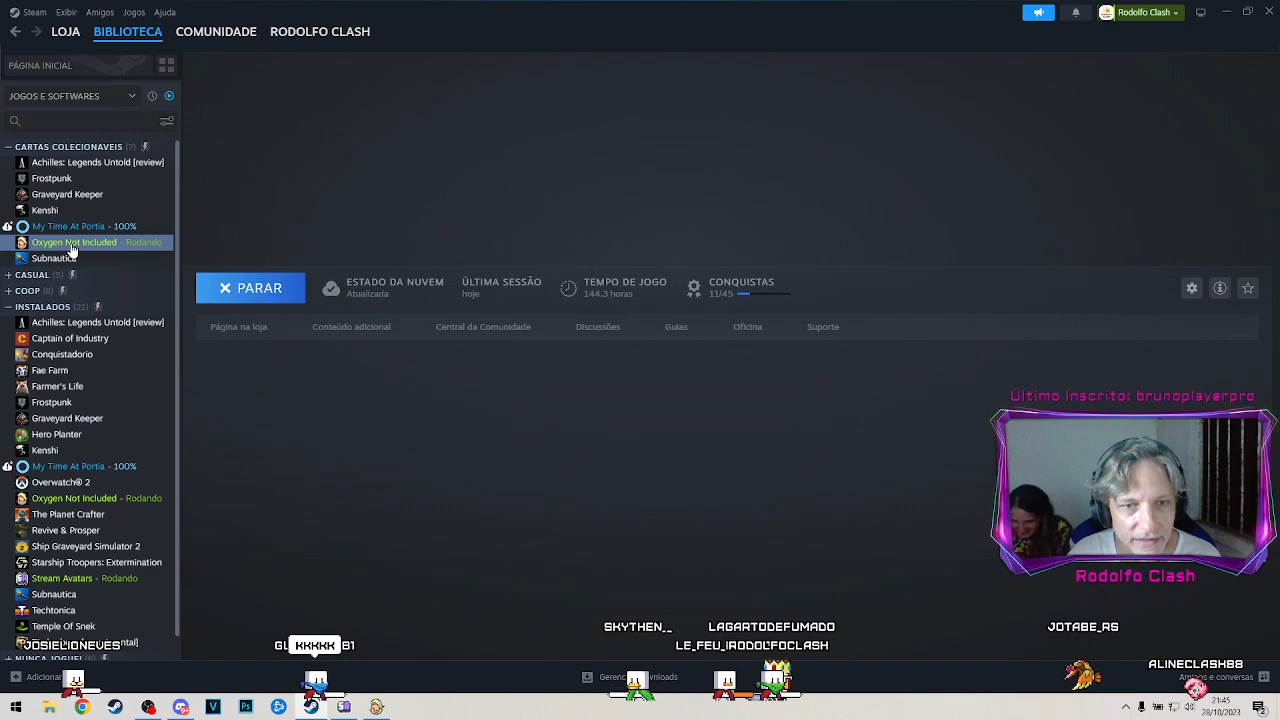 Steam Exibir Amigos Jogos Ajuda
Rodolfo Clash
LOJA BIBLIOTECA COMUNIDADE RODOLFO CLASH
PÁGINA INICIAL
JOGOS E SOFTWARES
CARTAS COLECIONAVEIS (7)
Achilles: Legends Untold [review]
Frostpunk
Graveyard Keeper
Kenshi
My Time At Portia - 100%
Oxygen Not Included - Rodando
Subnautica
CASUAL (5)
COOP (6)
INSTALADOS (21)
Achilles: Legends Untold [review]
Captain of Industry
Conquistadorio
Fae Farm
Farmer's Life
Frostpunk
Graveyard Keeper
Hero Planter
Kenshi
My Time At Portia - 100%
Overwatch® 2
Oxygen Not Included - Rodando
The Planet Crafter
Revive & Prosper
Ship Graveyard Simulator 2
Starship Troopers: Extermination
Stream Avatars - Rodando
Subnautica
Techtonica
Temple Of Snek
PARAR
ESTADO DA NUVEM
Atualizada
ÚLTIMA SESSÃO
hoje
TEMPO DE JOGO
144,3 horas
CONQUISTAS
11/45
Página na loja Conteúdo adicional Central da Comunidade Discussões Guias Oficina Suporte
Último Inscrito: brunoplayerpro
Rodolfo Clash
SKYTHEN__ LAGARTODEFUMADO JOTABE_RS
JOSIELIONEVES
KKKKK
ALINECLASH88
Adicionar
Amigos e conversas
21:45
28/10/2023